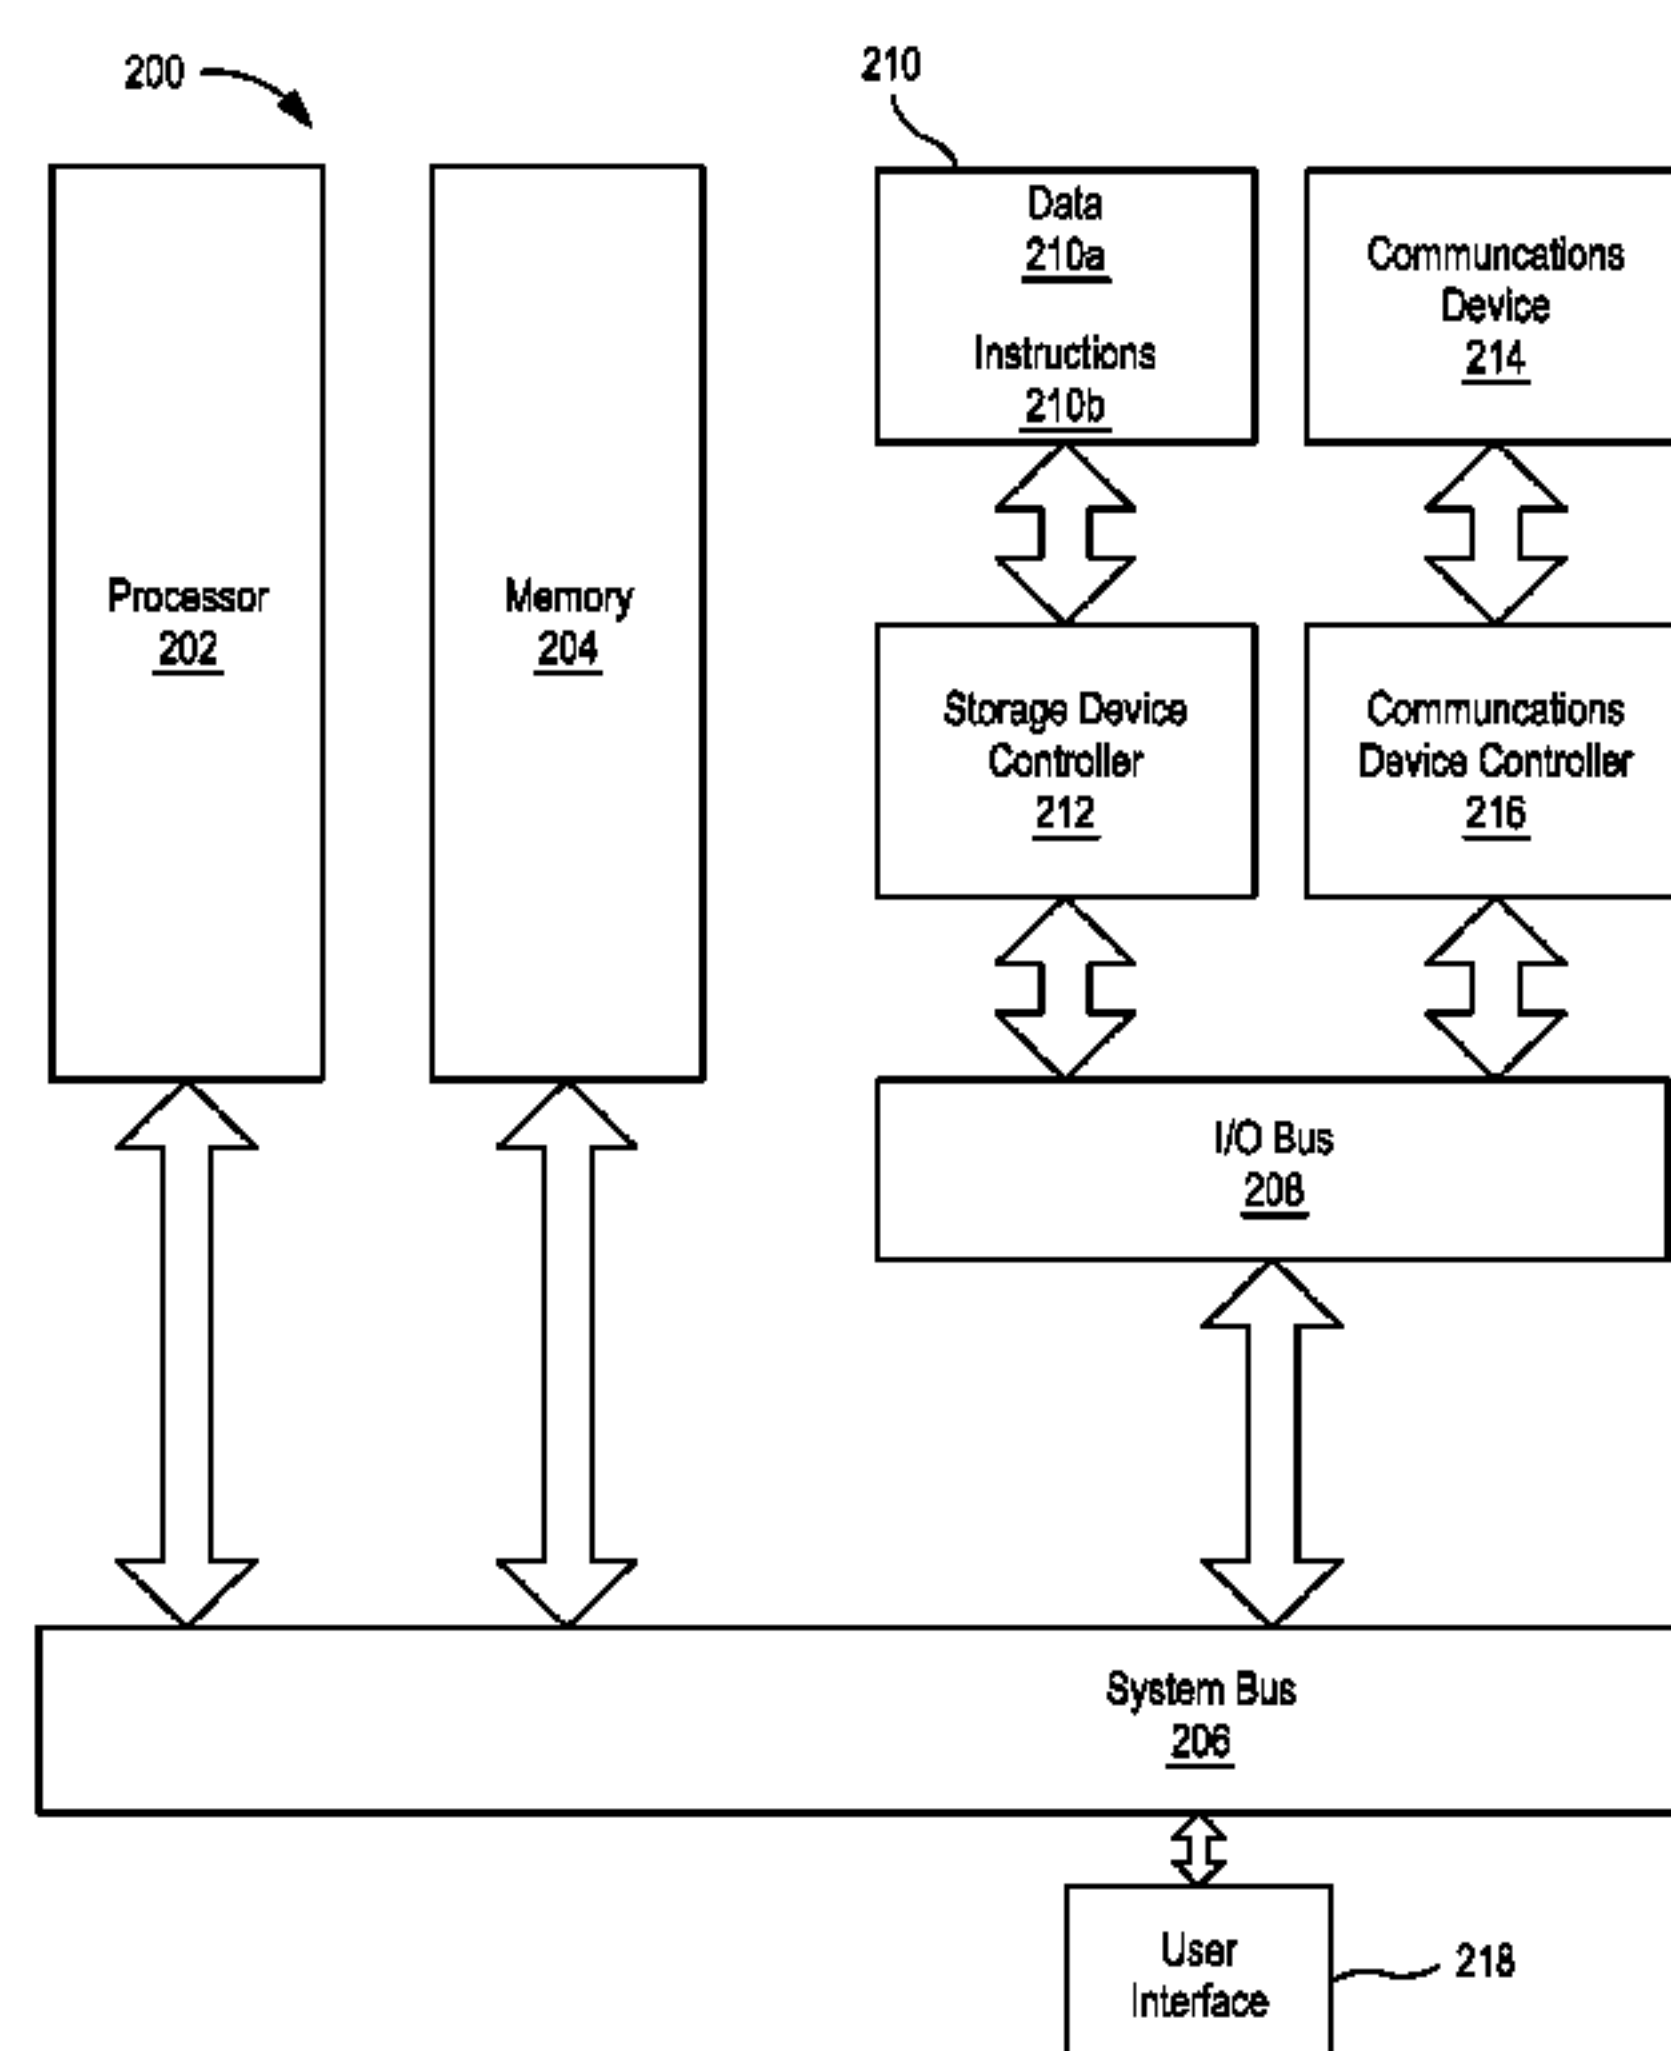 200
210
Data
210a
Instructions
210b
Communcations
Device
214
Processor
202
Memory
204
Storage Device
Controller
212
Communcations
Device Controller
216
I/O Bus
208
System Bus
206
User
Interface
218